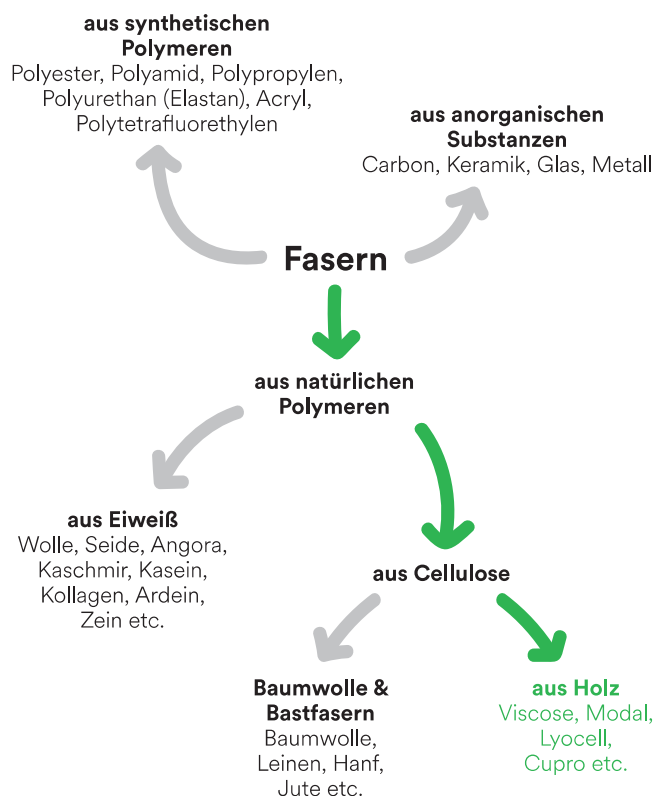 aus synthetischen
Polymeren
Polyester, Polyamid, Polypropylen,
Polyurethan (Elastan), Acryl,
Polytetrafluorethylen
aus anorganischen
Substanzen
Carbon, Keramik, Glas, Metall
Fasern
aus natürlichen
Polymeren
aus Eiweiß
Wolle, Seide, Angora,
Kaschmir, Kasein,
Kollagen, Ardein,
Zein etc.
aus Cellulose
Baumwolle &
Bastfasern
Baumwolle,
Leinen, Hanf,
Jute etc.
aus Holz
Viscose, Modal,
Lyocell,
Cupro etc.